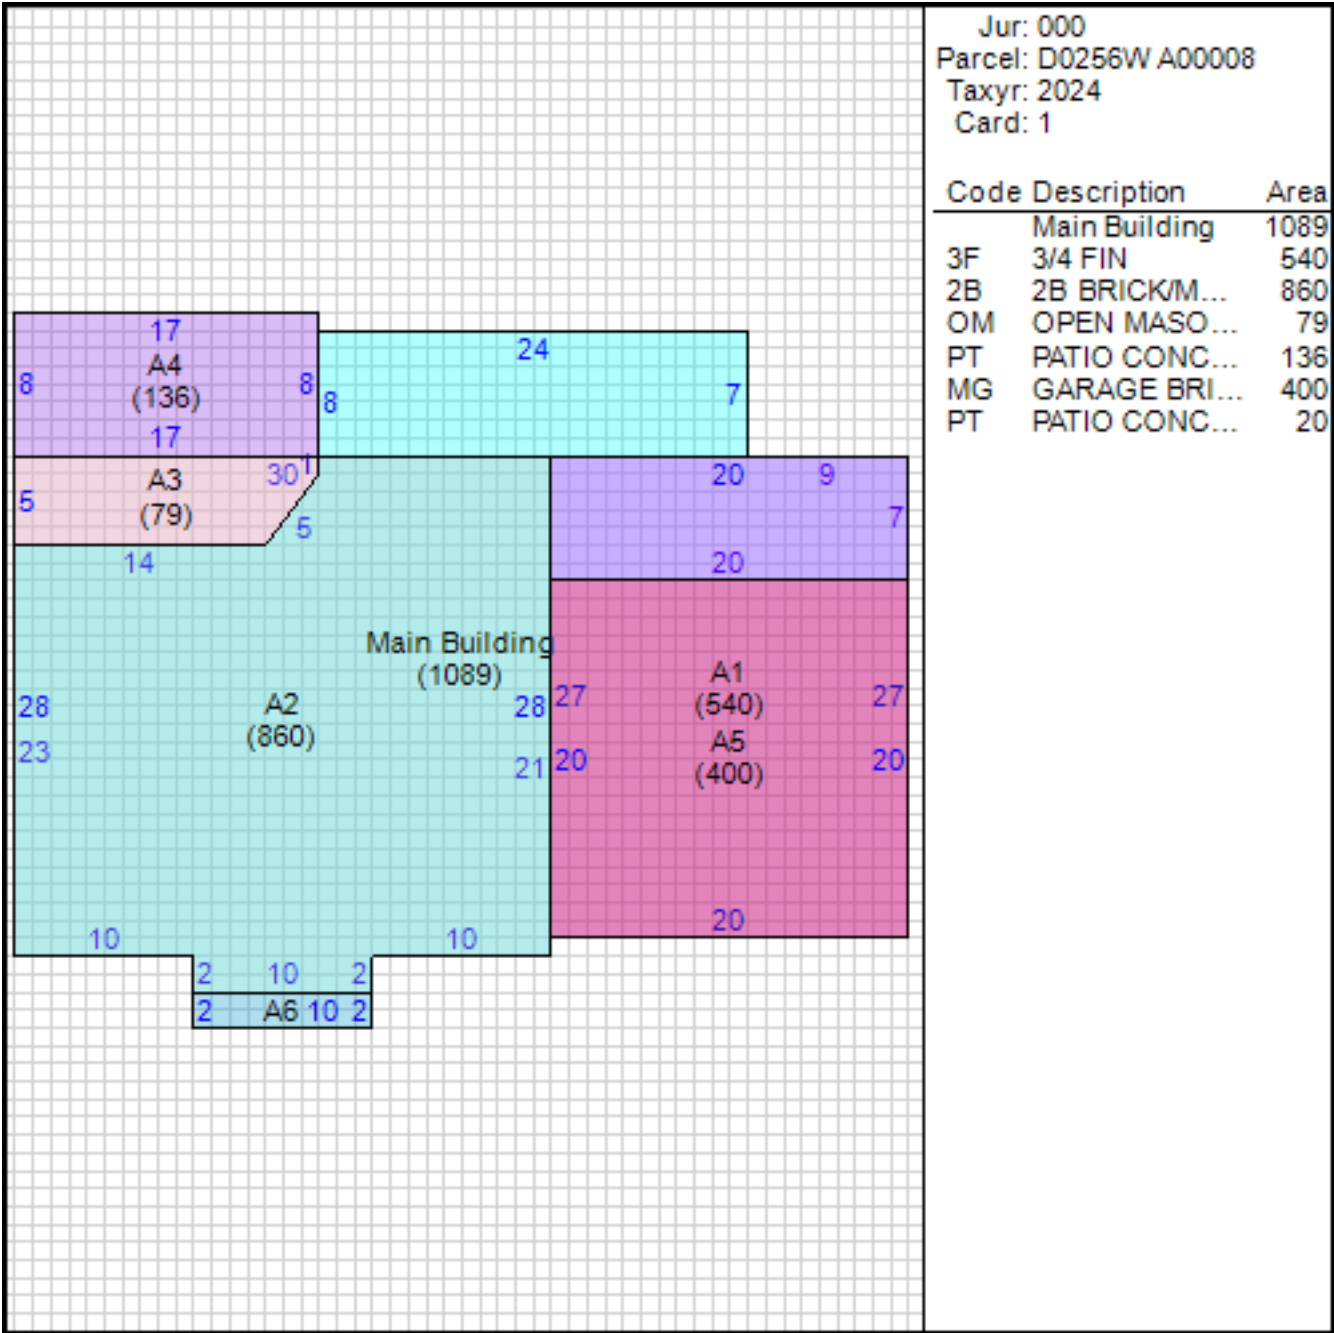 Jur: 000
Parcel: D0256W A00008
Taxyr: 2024
Card: 1
Code Description Area
Main Building 1089
3F 3/4 FIN 540
2B 2B BRICK/M... 860
OM OPEN MASO... 79
PT PATIO CONC... 136
MG GARAGE BRI... 400
PT PATIO CONC... 20
17
24
A4
8 8 8 7
(136)
17
30 1 20 9
A3
5 (79) 5 7
14 20
Main Building
(1089)
A1
(540)
27 27
A2
28 28
(860)
A5
23 21 20 20
(400)
20
10 10
2 10 2
2 A6 10 2